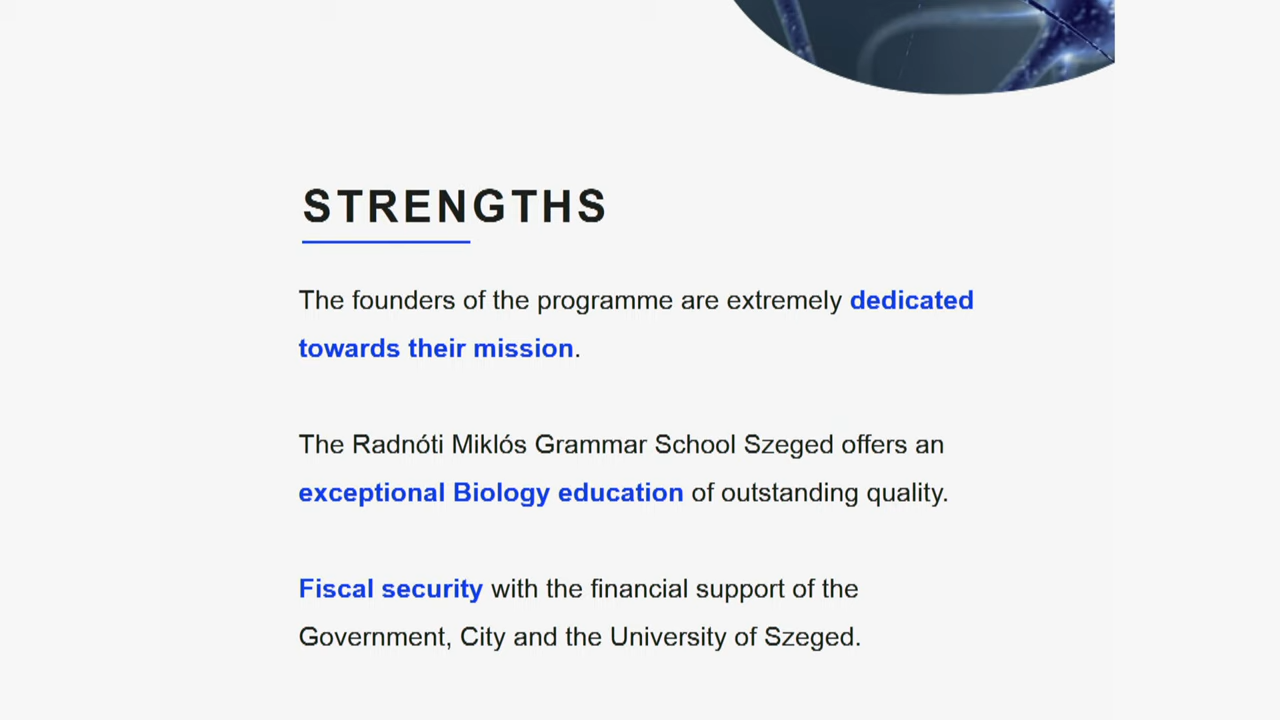 STRENGTHS
The founders of the programme are extremely dedicated
towards their mission.
The Radnóti Miklós Grammar School Szeged offers an
exceptional Biology education of outstanding quality.
Fiscal security with the financial support of the
Government, City and the University of Szeged.